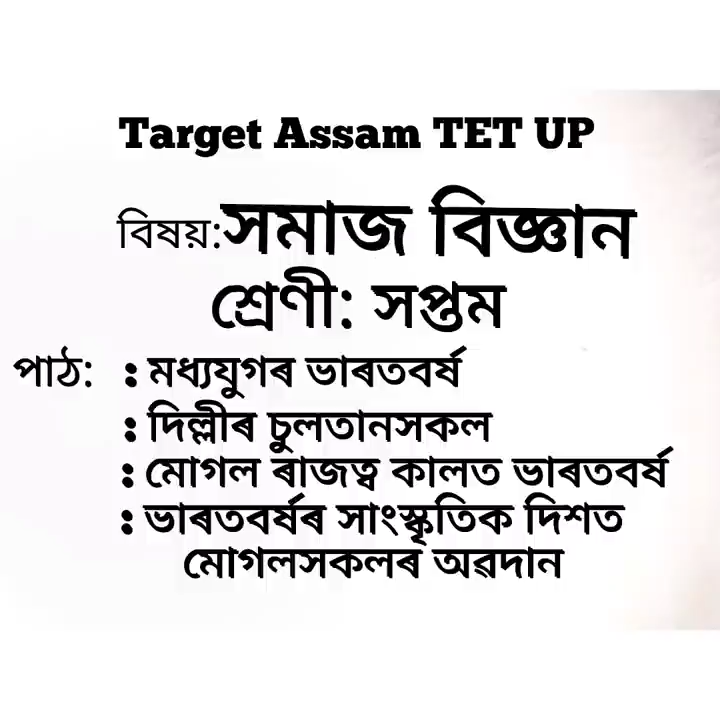 Target Assam TET UP
বিষয়:সমাজ বিজ্ঞান
শ্ৰেণী: সপ্তম
পাঠ: : মধ্যযুগৰ ভাৰতবৰ্ষ
: দিল্লীৰ চুলতানসকল
: মোগল ৰাজত্ব কালত ভাৰতবৰ্ষ
: ভাৰতবৰ্ষৰ সাংস্কৃতিক দিশত
মোগলসকলৰ অৱদান